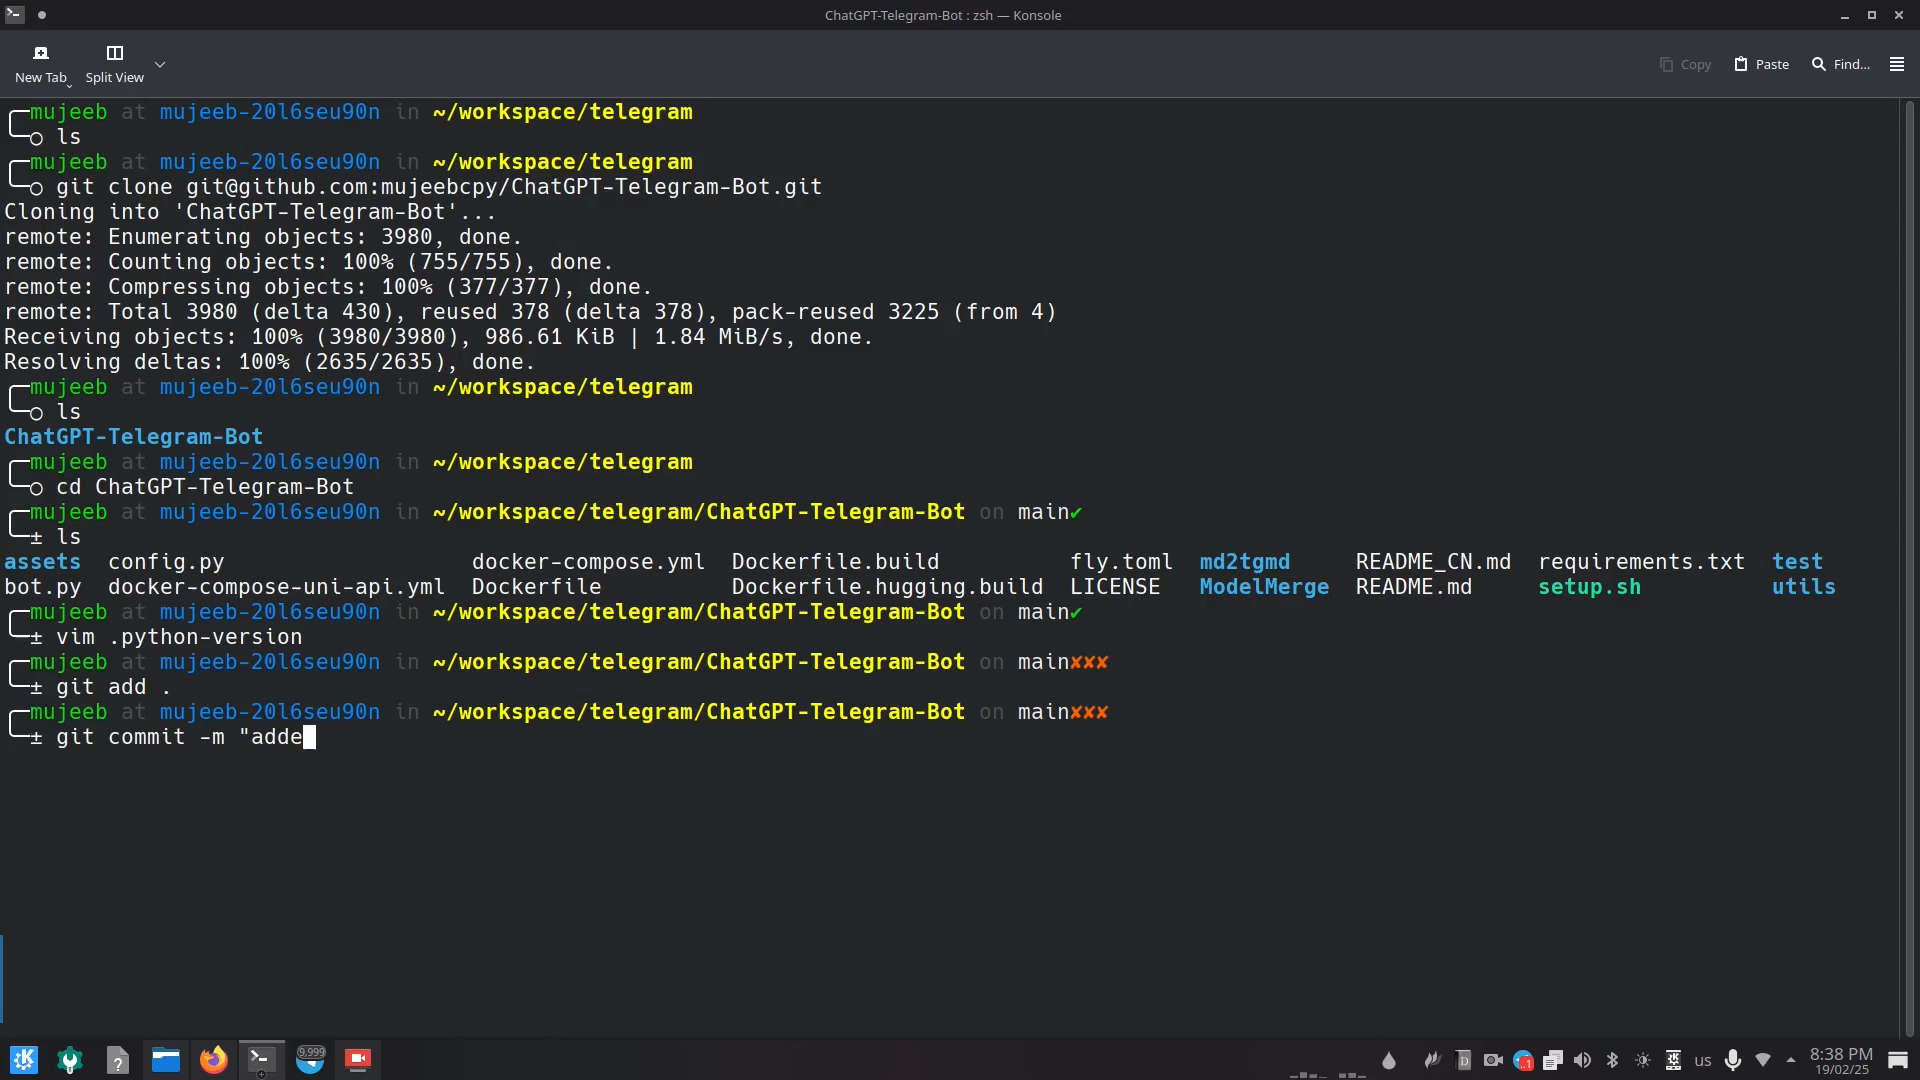 ChatGPT-Telegram-Bot : zsh — Konsole
New Tab
Split View
Copy
Paste
Find...
mujeeb at mujeeb-20l6seu90n in ~/workspace/telegram
ls
mujeeb at mujeeb-20l6seu90n in ~/workspace/telegram
git clone git@github.com:mujeebcpy/ChatGPT-Telegram-Bot.git
Cloning into 'ChatGPT-Telegram-Bot'...
remote: Enumerating objects: 3980, done.
remote: Counting objects: 100% (755/755), done.
remote: Compressing objects: 100% (377/377), done.
remote: Total 3980 (delta 430), reused 378 (delta 378), pack-reused 3225 (from 4)
Receiving objects: 100% (3980/3980), 986.61 KiB | 1.84 MiB/s, done.
Resolving deltas: 100% (2635/2635), done.
mujeeb at mujeeb-20l6seu90n in ~/workspace/telegram
ls
ChatGPT-Telegram-Bot
mujeeb at mujeeb-20l6seu90n in ~/workspace/telegram
cd ChatGPT-Telegram-Bot
mujeeb at mujeeb-20l6seu90n in ~/workspace/telegram/ChatGPT-Telegram-Bot on main✔
± ls
assets config.py docker-compose.yml Dockerfile.build fly.toml md2tgmd README_CN.md requirements.txt test
bot.py docker-compose-uni-api.yml Dockerfile Dockerfile.hugging.build LICENSE ModelMerge README.md setup.sh utils
mujeeb at mujeeb-20l6seu90n in ~/workspace/telegram/ChatGPT-Telegram-Bot on main✔
± vim .python-version
mujeeb at mujeeb-20l6seu90n in ~/workspace/telegram/ChatGPT-Telegram-Bot on main✘✘✘
± git add .
mujeeb at mujeeb-20l6seu90n in ~/workspace/telegram/ChatGPT-Telegram-Bot on main✘✘✘
± git commit -m "adde
9,999
us
8:38 PM
19/02/25